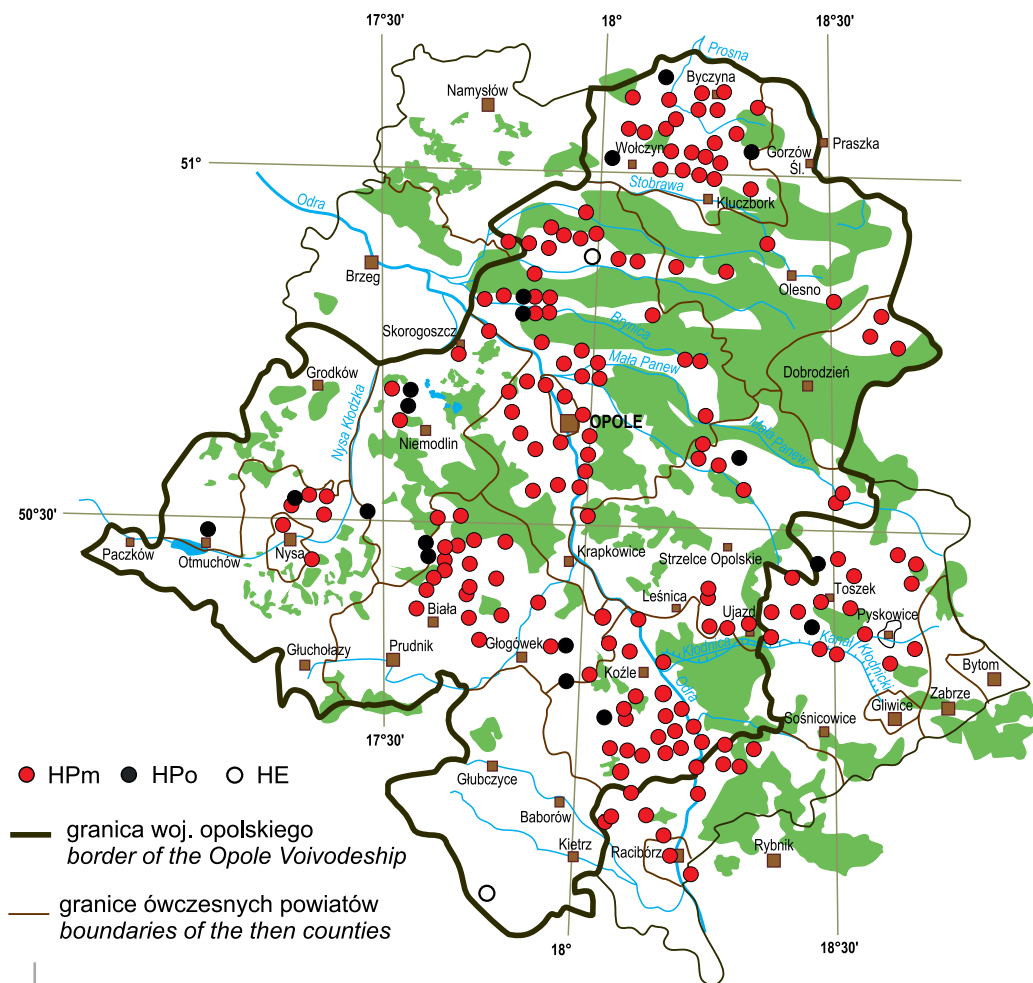 17°30'
18°
18°30'
Prosna
Byczyna
Namysłów
Praszka
Wołczyn
Gorzów
Śl.
51°
Stobrawa
Kluczbork
Odra
Brzeg
Olesno
Skorogoszcz
Brynica
Mała Panew
Grodków
Dobrodzień
Nysa Kłodzka
OPOLE
Niemodlin
Mała Panew
50°30'
50°30'
Paczków
Otmuchów
Nysa
Krapkowice
Strzelce Opolskie
Toszek
Leśnica
Biała
Ujazd
Pyskowice
Głuchołazy
Prudnik
Głogówek
Kłodnica
Kanał Kłodnicki
Koźle
Bytom
Odra
Gliwice
Zabrze
Sośnicowice
17°30'
HPm
HPo
HE
Głubczyce
Baborów
granica woj. opolskiego
border of the Opole Voivodeship
Kietrz
Racibórz
Rybnik
granice ówczesnych powiatów
boundaries of the then counties
18°
18°30'